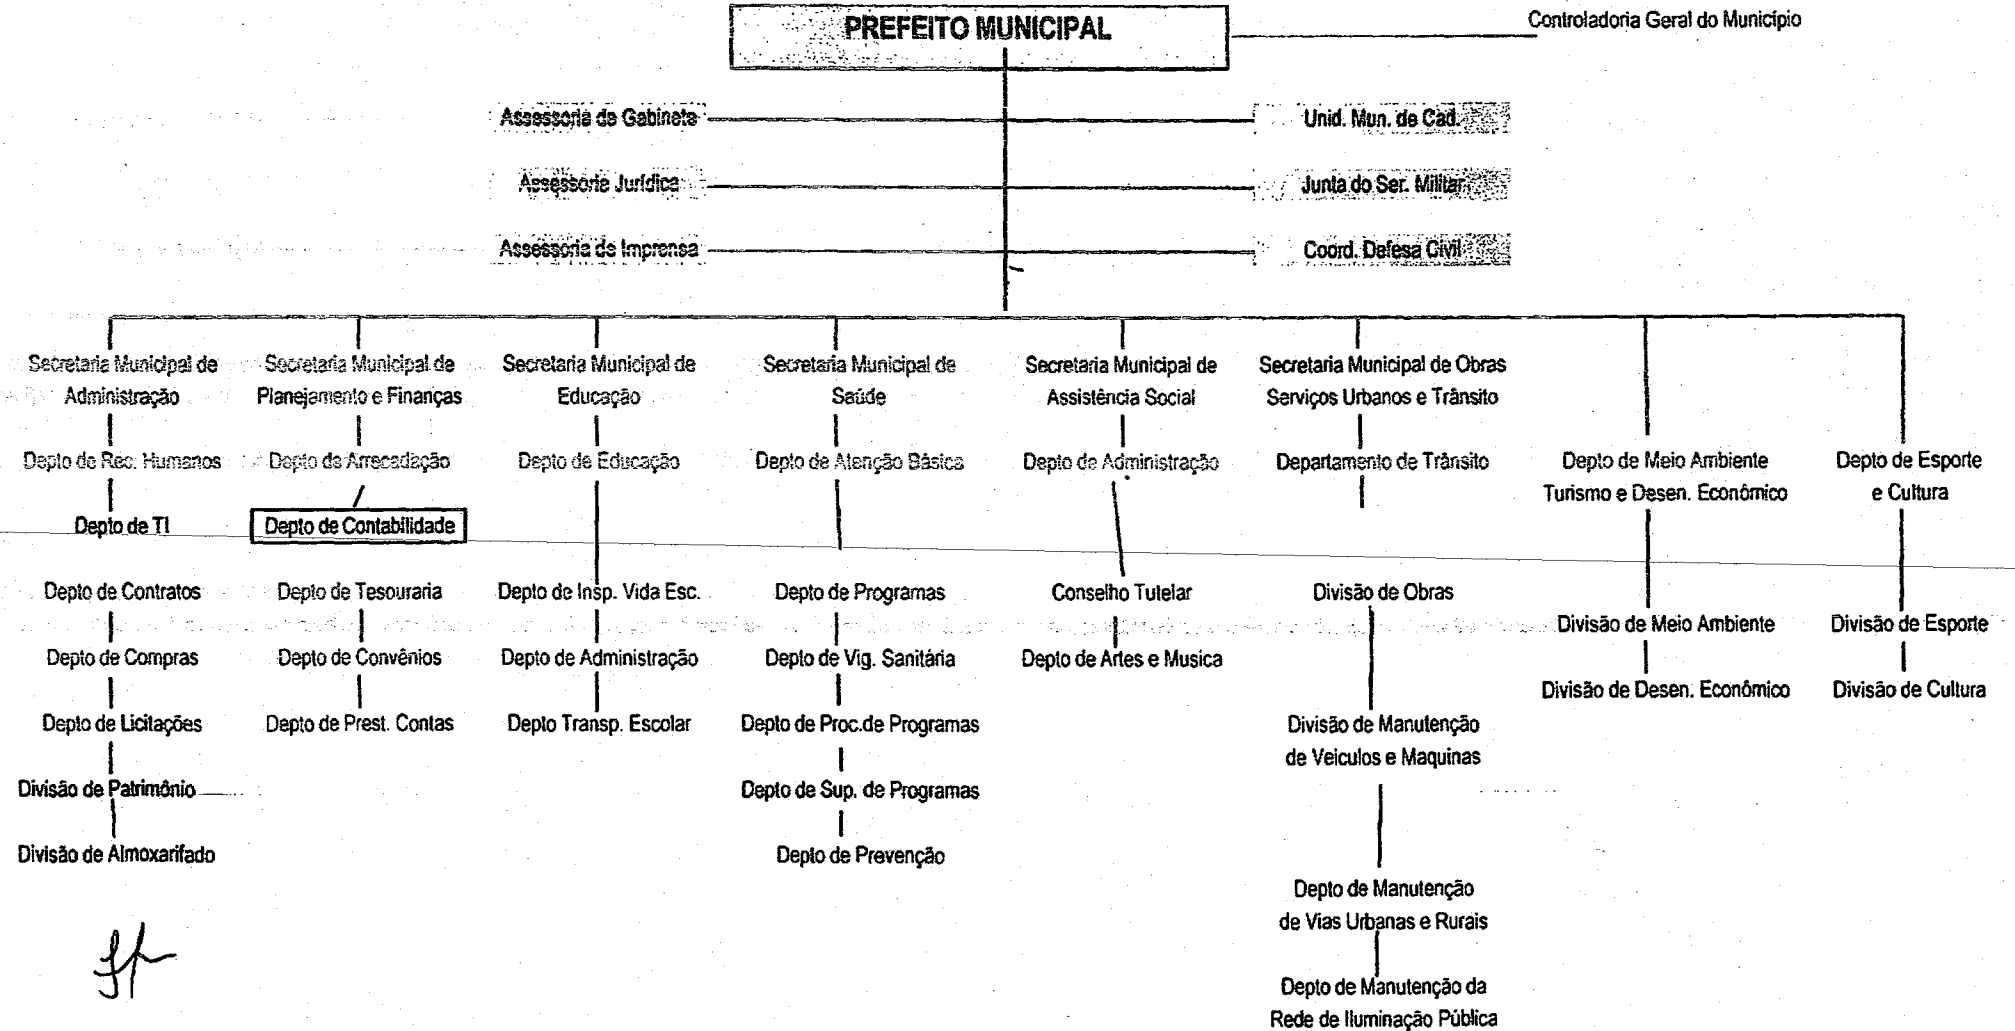 PREFEITO MUNICIPAL
Controladoria Geral do Município
Assessoria de Gabinete
Unid. Mun. de Cad.
Assessoria Jurídica
Junta do Ser. Militar
Assessoria de Imprensa
Coord. Defesa Civil
Secretaria Municipal de
Administração
Secretaria Municipal de
Planejamento e Finanças
Secretaria Municipal de
Educação
Secretaria Municipal de
Saúde
Secretaria Municipal de
Assistência Social
Secretaria Municipal de Obras
Serviços Urbanos e Trânsito
Depto de Rec. Humanos
Depto de Arrecadação
Depto de Educação
Depto de Atenção Básica
Depto de Administração
Departamento de Trânsito
Depto de Meio Ambiente
Turismo e Desen. Econômico
Depto de Esporte
e Cultura
Depto de TI
Depto de Contabilidade
Depto de Contratos
Depto de Tesouraria
Depto de Insp. Vida Esc.
Depto de Programas
Conselho Tutelar
Divisão de Obras
Divisão de Meio Ambiente
Divisão de Esporte
Depto de Compras
Depto de Convênios
Depto de Administração
Depto de Vig. Sanitária
Depto de Artes e Musica
Divisão de Desen. Econômico
Divisão de Cultura
Depto de Licitações
Depto de Prest. Contas
Depto Transp. Escolar
Depto de Proc.de Programas
Divisão de Manutenção
de Veiculos e Maquinas
Divisão de Patrimônio
Depto de Sup. de Programas
Divisão de Almoxarifado
Depto de Prevenção
Depto de Manutenção
de Vias Urbanas e Rurais
Depto de Manutenção da
Rede de Iluminação Pública